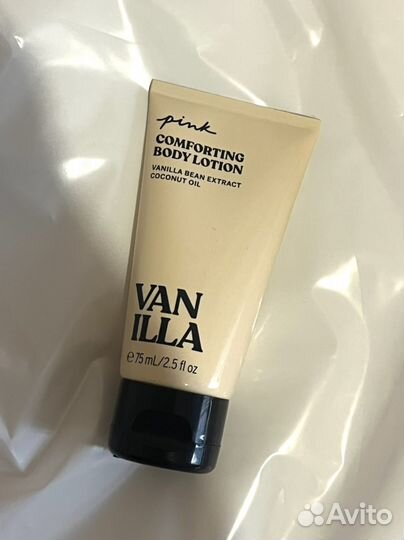 pink
COMFORTING
BODY LOTION
VANILLA BEAN EXTRACT
COCONUT OIL
VAN
ILLA
℮75 mL/2.5 fl oz
Avito